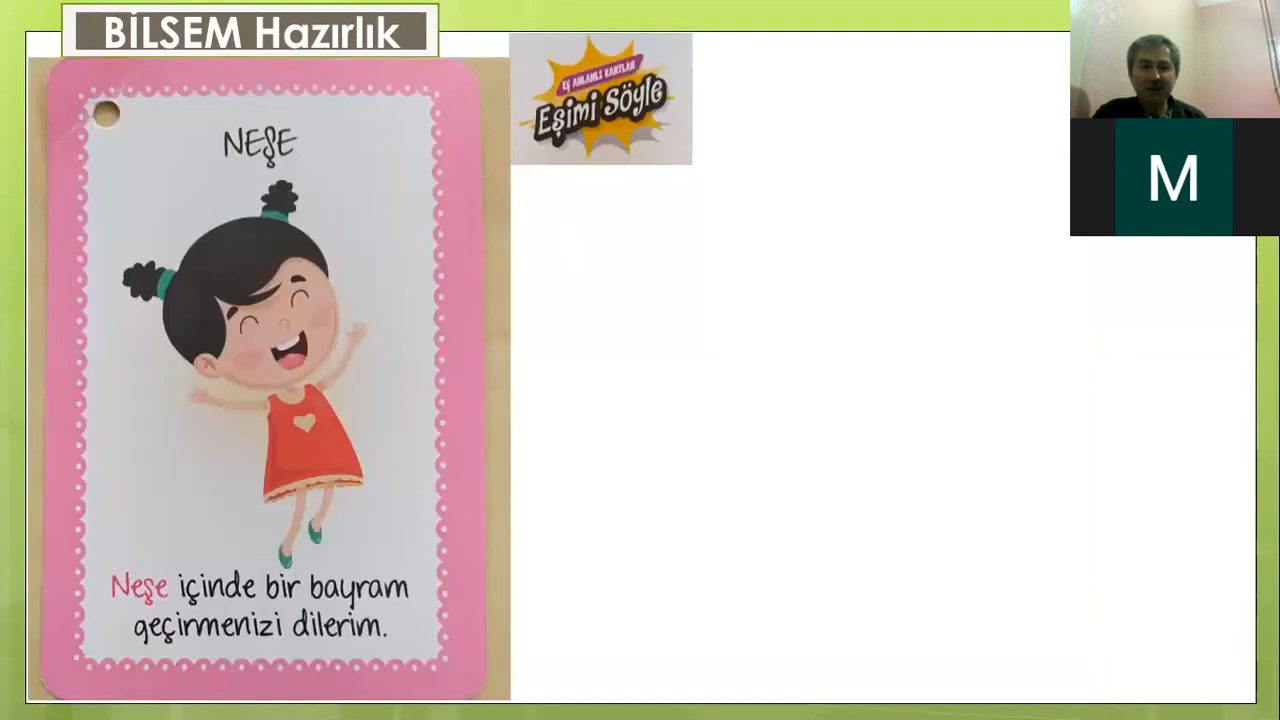 BİLSEM Hazırlık
NEŞE
Neşe içinde bir bayram
geçirmenizi dilerim.
EŞ ANLAMLI KARTLAR
Eşimi Söyle
M